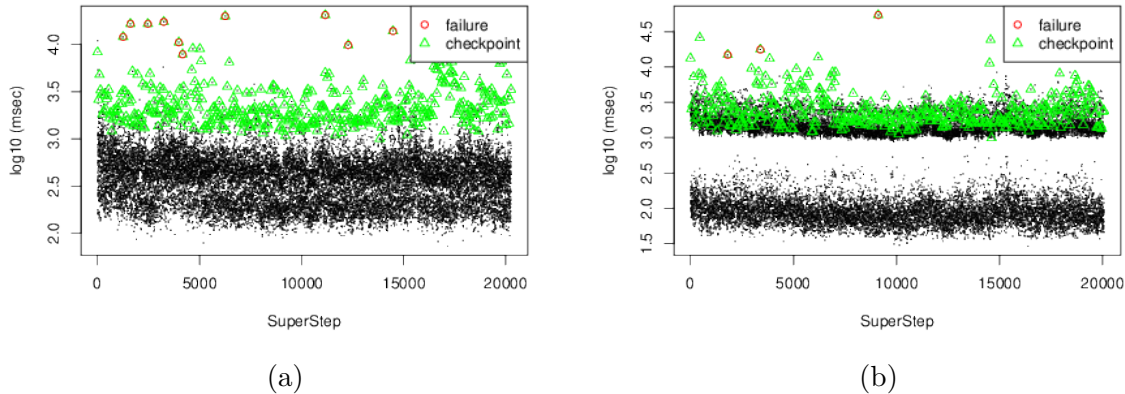 failure
checkpoint
log10 (msec)
4.0
3.5
3.0
2.5
2.0
0
5000
10000
15000
20000
SuperStep
(a)
failure
checkpoint
log10 (msec)
4.5
4.0
3.5
3.0
2.5
2.0
1.5
0
5000
10000
15000
20000
SuperStep
(b)